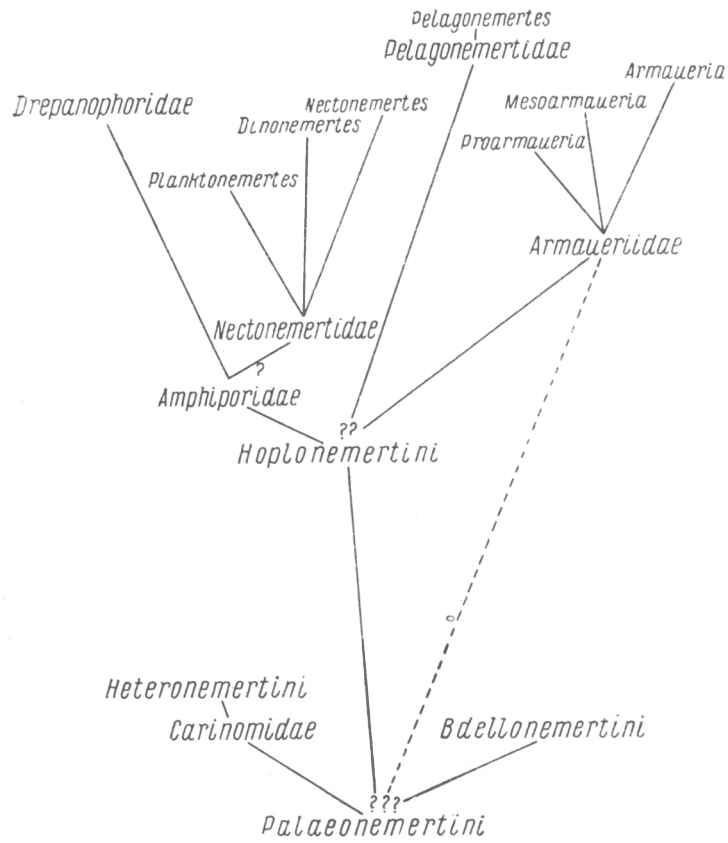 Pelagonemertes
Pelagonemertidae
Armaueria
Drepanophoridae
Nectonemertes
Mesoarmaueria
Dinonemertes
Proarmaueria
Planktonemertes
Armaueriidae
Nectonemertidae
?
Amphiporidae
??
Hoplonemertini
Heteronemertini
Carinomidae
Bdellonemertini
???
Palaeonemertini